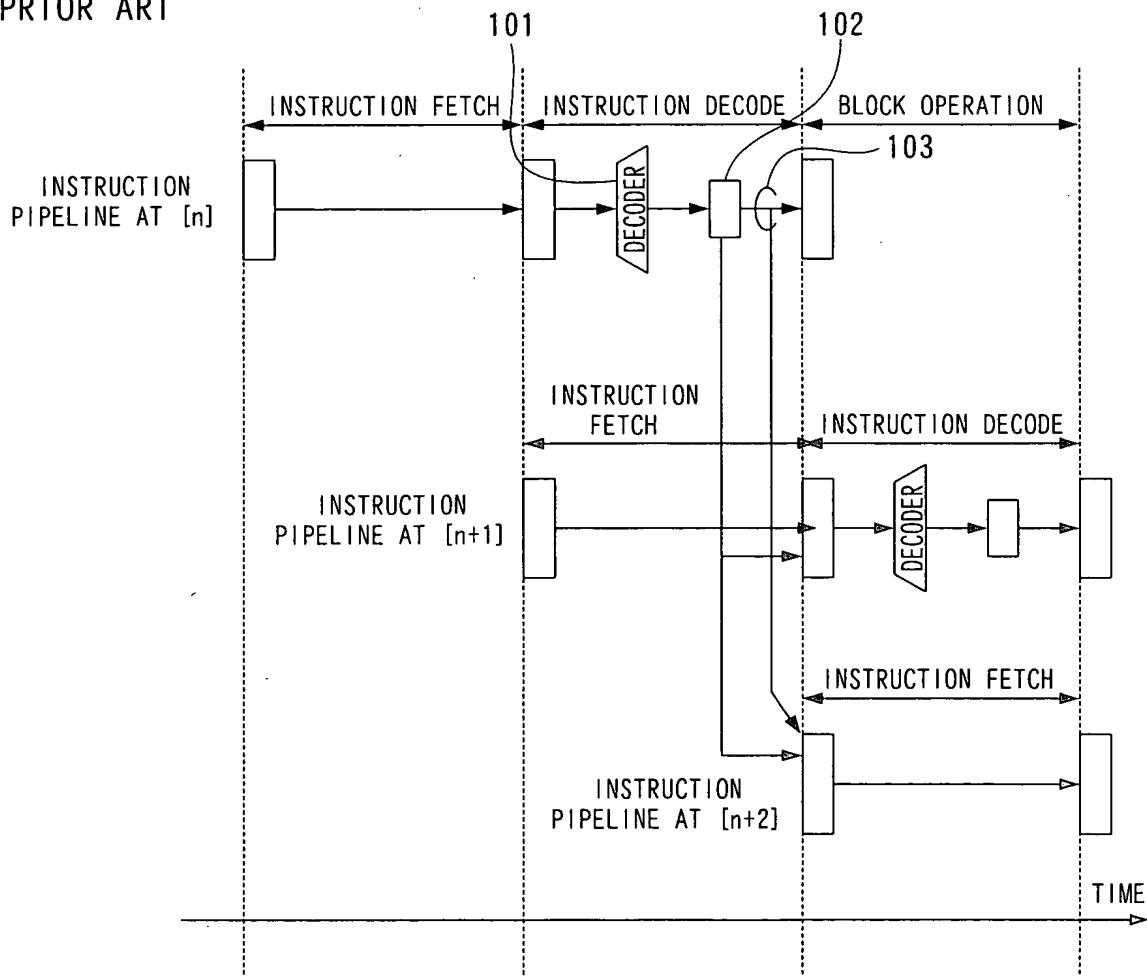 PRIOR ART
101
102
INSTRUCTION FETCH
INSTRUCTION DECODE
BLOCK OPERATION
103
INSTRUCTION
PIPELINE AT [n]
DECODER
INSTRUCTION
FETCH
INSTRUCTION DECODE
INSTRUCTION
PIPELINE AT [n+1]
DECODER
INSTRUCTION FETCH
INSTRUCTION
PIPELINE AT [n+2]
TIME